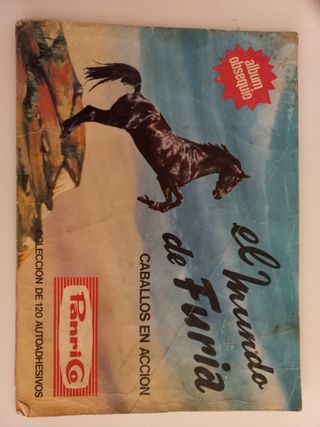 album
obsequio
el mundo
de Furia
CABALLOS EN ACCION
PanriCo
COLECCION DE 120 AUTOADHESIVOS